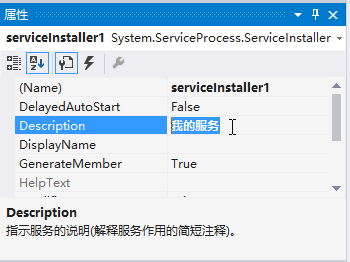 属性
serviceInstaller1 System.ServiceProcess.ServiceInstaller
(Name) serviceInstaller1
DelayedAutoStart False
Description 我的服务
DisplayName
GenerateMember True
HelpText
Description
指示服务的说明(解释服务作用的简短注释)。